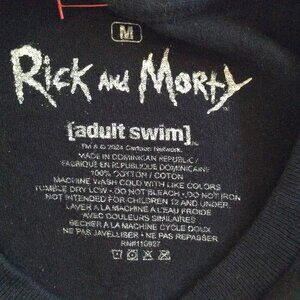 M
Rick and Morty
[adult swim]
TM & © 2024 Cartoon Network.
MADE IN DOMINICAN REPUBLIC /
FABRIQUÉ EN RÉPUBLIQUE DOMINICAINE
100% COTTON / COTON
MACHINE WASH COLD WITH LIKE COLORS
TUMBLE DRY LOW • DO NOT BLEACH • DO NOT IRON
NOT INTENDED FOR CHILDREN 12 AND UNDER.
LAVER A LA MACHINE A L'EAU FROIDE
AVEC COULEURS SIMILAIRES
SECHER A LA MACHINE CYCLE DOUX
• NE PAS JAVELLISER • NE PAS REPASSER
RN#110927